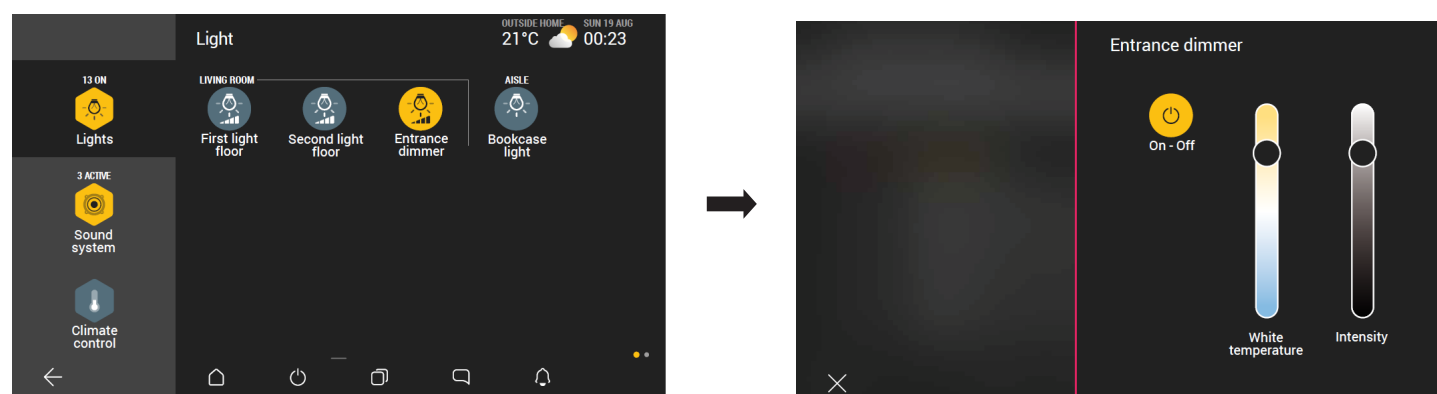 Light
OUTSIDE HOME
SUN 19 AUG
21°C
00:23
13 ON
Lights
3 ACTIVE
Sound
system
Climate
control
LIVING ROOM
AISLE
First light
floor
Second light
floor
Entrance
dimmer
Bookcase
light
Entrance dimmer
On - Off
White
temperature
Intensity